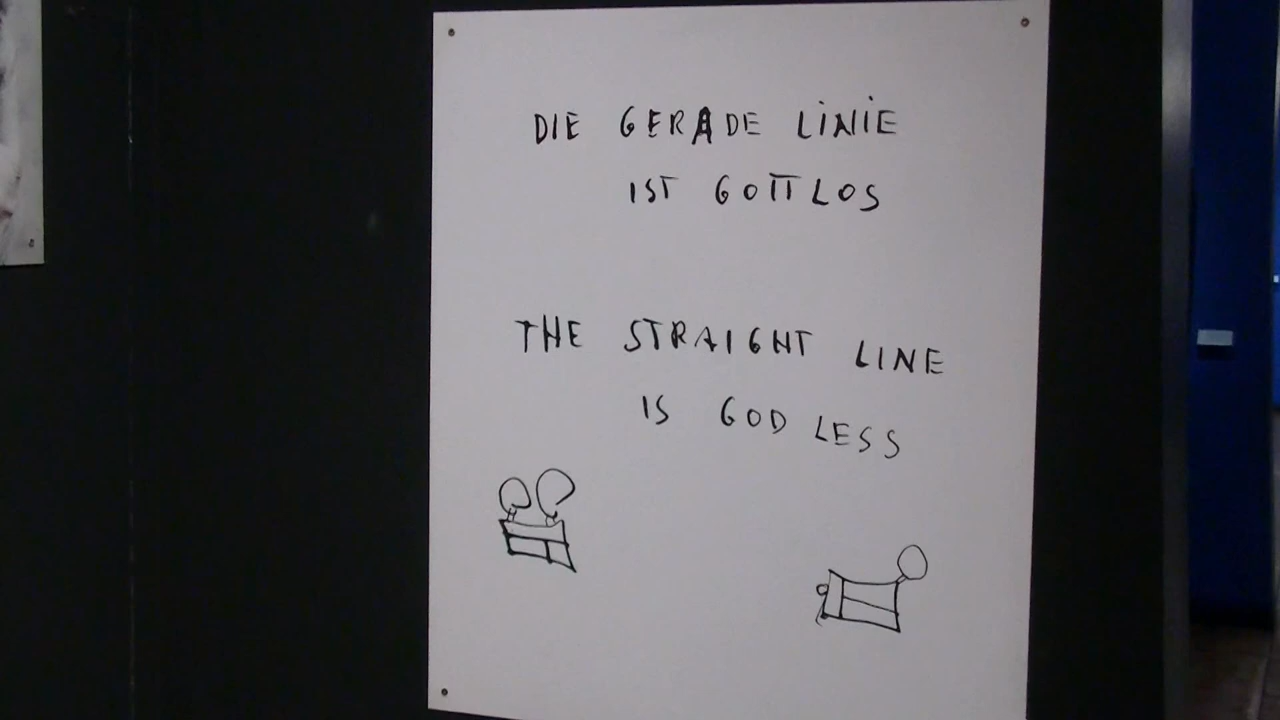 DIE GERADE LINIE
IST GOTTLOS
THE STRAIGHT LINE
IS GOD LESS